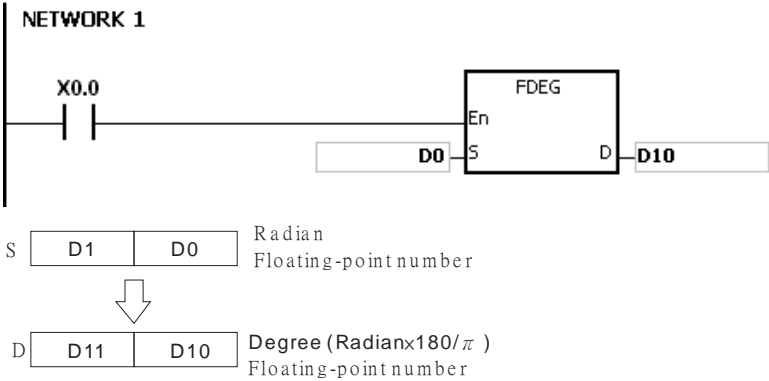 NETWORK 1
X0.0
FDEG
En
D0 S D D10
S D1 D0 Radian
Floating-point number
D D11 D10 Degree (Radian×180/π )
Floating-point number